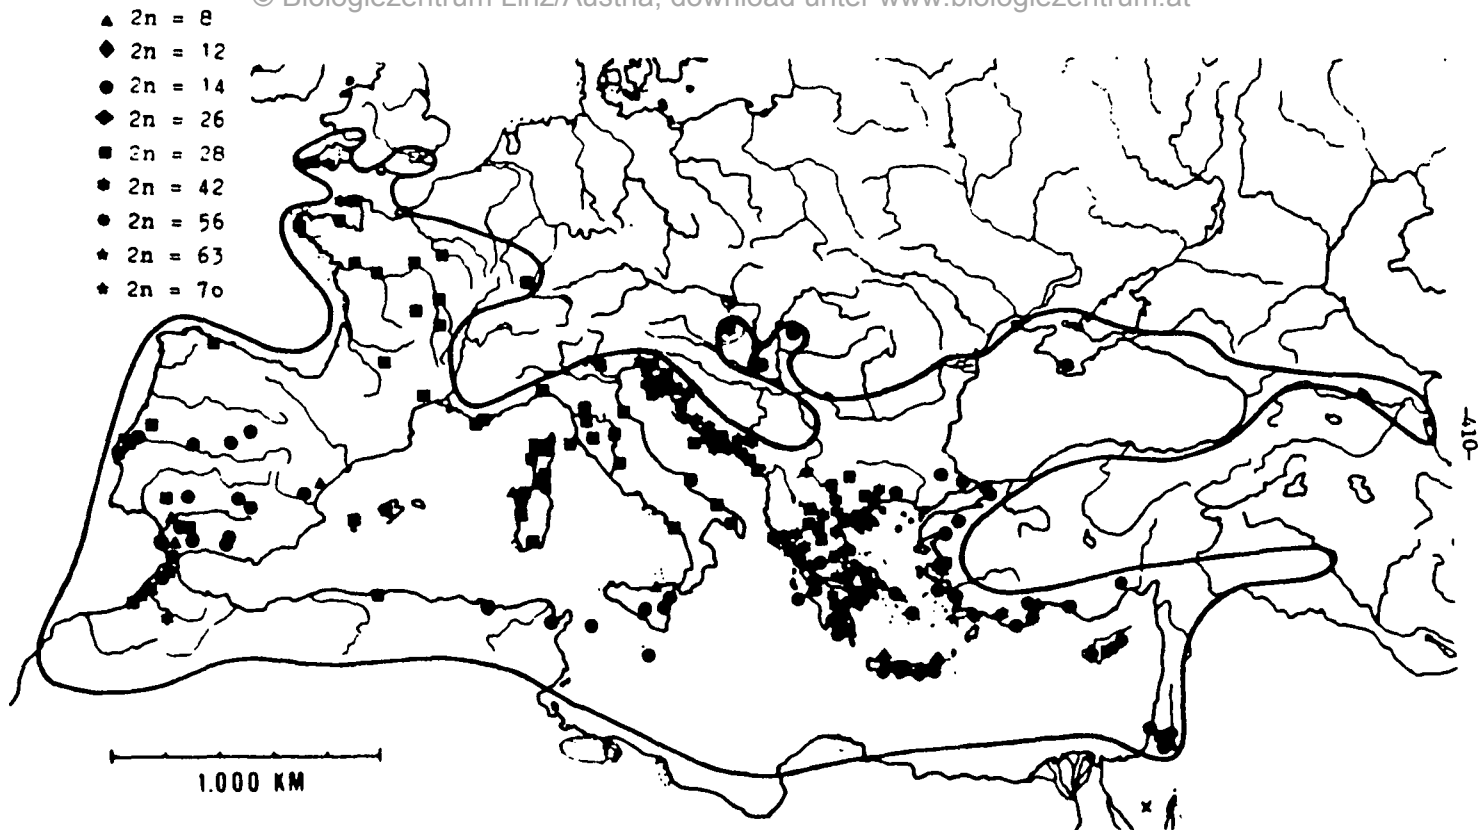 © Biologiezentrum Linz/Austria; download unter www.biologiezentrum.at
2n = 8
2n = 12
2n = 14
2n = 26
2n = 28
2n = 42
2n = 56
2n = 63
2n = 70
-410-
1.000 KM